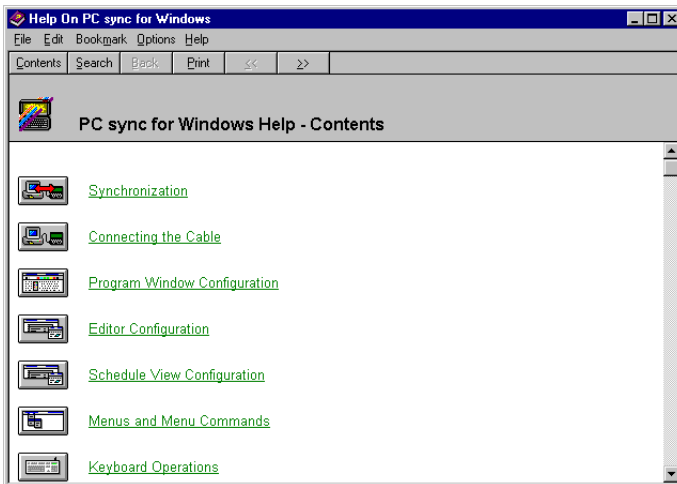 Help On PC sync for Windows
File Edit Bookmark Options Help
Contents Search Back Print << >>
PC sync for Windows Help - Contents
Synchronization
Connecting the Cable
Program Window Configuration
Editor Configuration
Schedule View Configuration
Menus and Menu Commands
Keyboard Operations